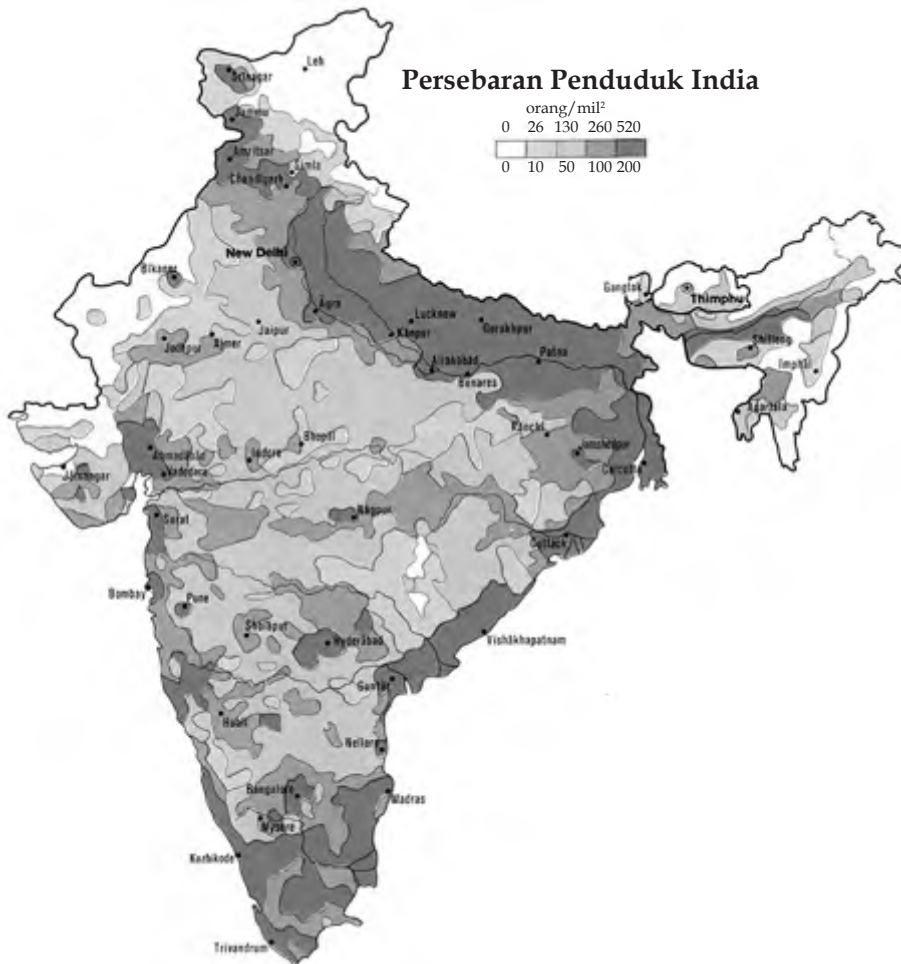 Leh
Srinagar
Persebaran Penduduk India
orang/mil²
0 26 130 260 520
0 10 50 100 200
Jammu
Amritsar
Simla
Chandigarh
New Delhi
Bikaner
Gangtok
Thimphu
Agra
Lucknow
Gorakhpur
Jaipur
Kanpur
Ajmer
Jodhpur
Shillong
Patna
Allahabad
Benares
Imphal
Agartala
Ranchi
Bhopal
Jamshedpur
Ahmadabad
Indore
Calcutta
Jamnagar
Vadodara
Nagpur
Surat
Cuttack
Bombay
Pune
Sholapur
Hyderabad
Vishakhapatnam
Guntur
Hubli
Nellore
Bangalore
Madras
Mysore
Kozhikode
Trivandrum